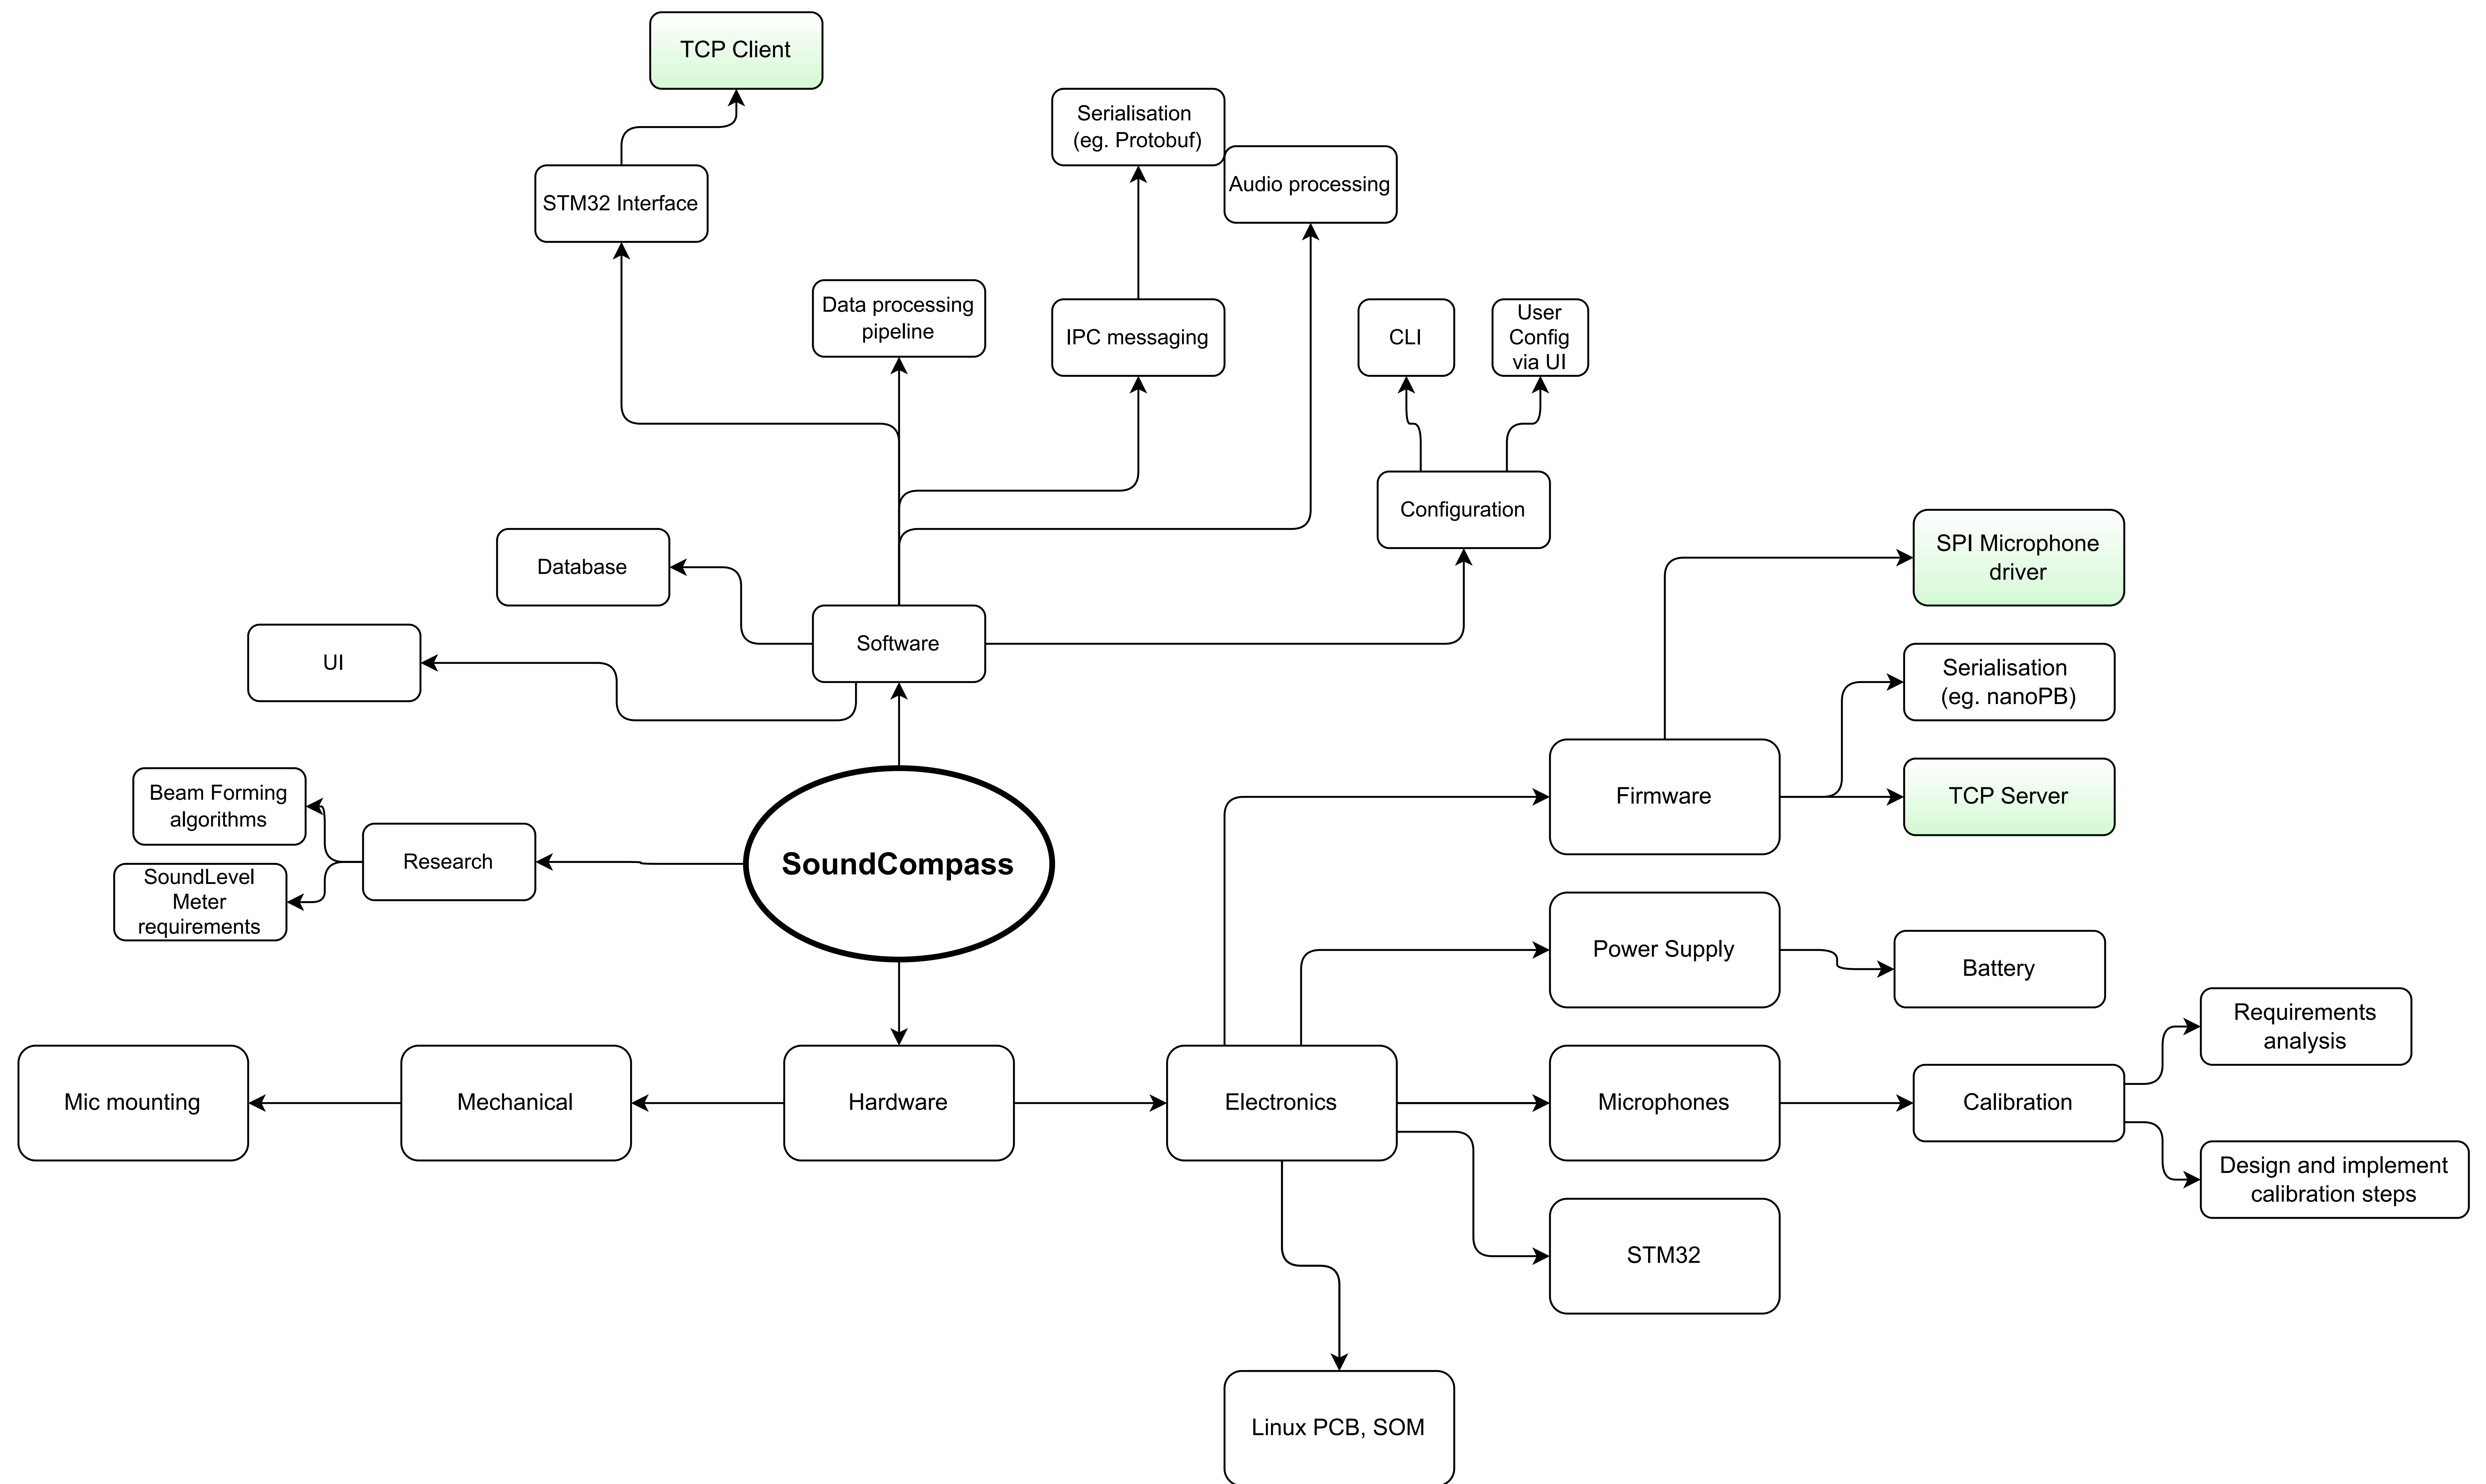 TCP Client
Serialisation
(eg. Protobuf)
Audio processing
STM32 Interface
Data processing
pipeline
IPC messaging
CLI
User
Config
via UI
Configuration
SPI Microphone
driver
Database
Software
UI
Serialisation
(eg. nanoPB)
Firmware
TCP Server
Beam Forming
algorithms
Research
SoundLevel
Meter
requirements
SoundCompass
Power Supply
Battery
Requirements
analysis
Mic mounting
Mechanical
Hardware
Electronics
Microphones
Calibration
Design and implement
calibration steps
STM32
Linux PCB, SOM